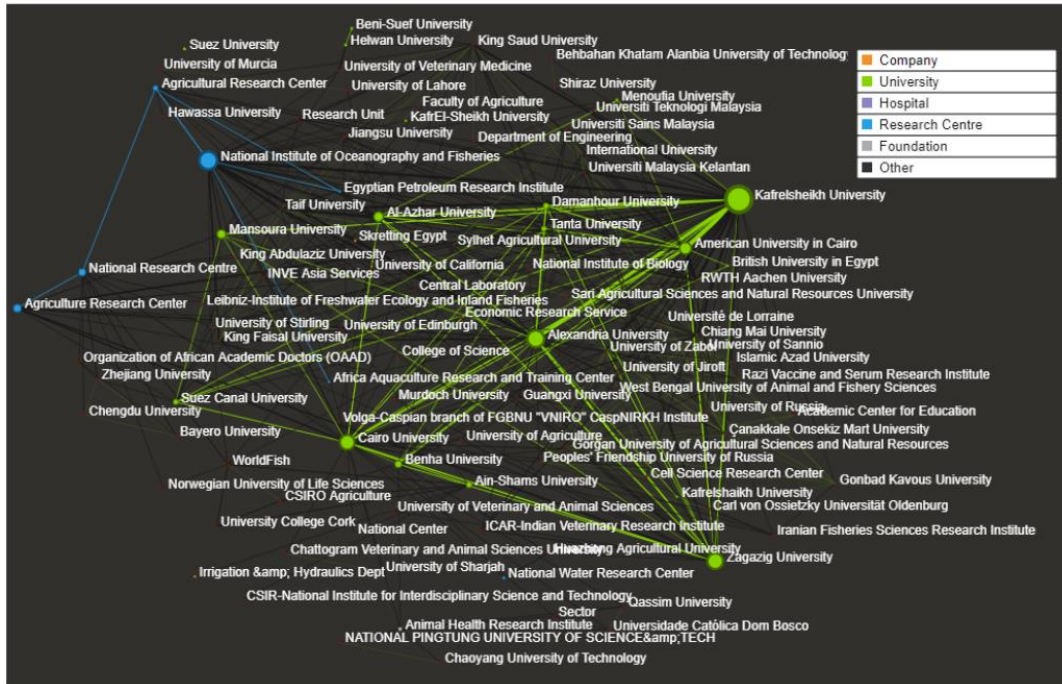 Beni-Suef University
Suez University
Helwan University
King Saud University
University of Murcia
University of Veterinary Medicine
Behbahan Khatam Alanbia University of Technology
Company
Agricultural Research Center
University of Lahore
Shiraz University
University
Faculty of Agriculture
Menoufia University
Hospital
Hawassa University
Research Unit
KafrEl-Sheikh University
Universiti Teknologi Malaysia
Research Centre
Jiangsu University
Department of Engineering
Universiti Sains Malaysia
Foundation
National Institute of Oceanography and Fisheries
International University
Other
Universiti Malaysia Kelantan
Egyptian Petroleum Research Institute
Kafrelsheikh University
Taif University
Al-Azhar University
Damanhour University
Mansoura University
Skretting Egypt
Tanta University
Sylhet Agricultural University
American University in Cairo
King Abdulaziz University
National Research Centre
INVE Asia Services
University of California
National Institute of Biology
British University in Egypt
Central Laboratory
RWTH Aachen University
Agriculture Research Center
Leibniz-Institute of Freshwater Ecology and Inland Fisheries
Sari Agricultural Sciences and Natural Resources University
Economic Research Service
University of Stirling
University of Edinburgh
Université de Lorraine
King Faisal University
Alexandria University
Chiang Mai University
College of Science
University of Zabol
University of Sannio
Organization of African Academic Doctors (OAAD)
Islamic Azad University
Zhejiang University
Africa Aquaculture Research and Training Center
University of Jiroft
Razi Vaccine and Serum Research Institute
Suez Canal University
Murdoch University
Guangxi University
West Bengal University of Animal and Fishery Sciences
Chengdu University
Volga-Caspian branch of FGBNU "VNIRO" CaspNIRKH Institute
University of Russia
Academic Center for Education
Bayero University
Cairo University
University of Agriculture
Çanakkale Onsekiz Mart University
Gorgan University of Agricultural Sciences and Natural Resources
WorldFish
Benha University
Peoples' Friendship University of Russia
Norwegian University of Life Sciences
Ain-Shams University
Cell Science Research Center
Gonbad Kavous University
CSIRO Agriculture
Kafrelshaikh University
University of Veterinary and Animal Sciences
Carl von Ossietzky Universität Oldenburg
University College Cork
National Center
ICAR-Indian Veterinary Research Institute
Iranian Fisheries Sciences Research Institute
Chattogram Veterinary and Animal Sciences University
Huazhong Agricultural University
Zagazig University
Irrigation &amp; Hydraulics Dept
University of Sharjah
National Water Research Center
CSIR-National Institute for Interdisciplinary Science and Technology
Qassim University
Sector
Animal Health Research Institute
Universidade Católica Dom Bosco
NATIONAL PINGTUNG UNIVERSITY OF SCIENCE&amp;TECH
Chaoyang University of Technology